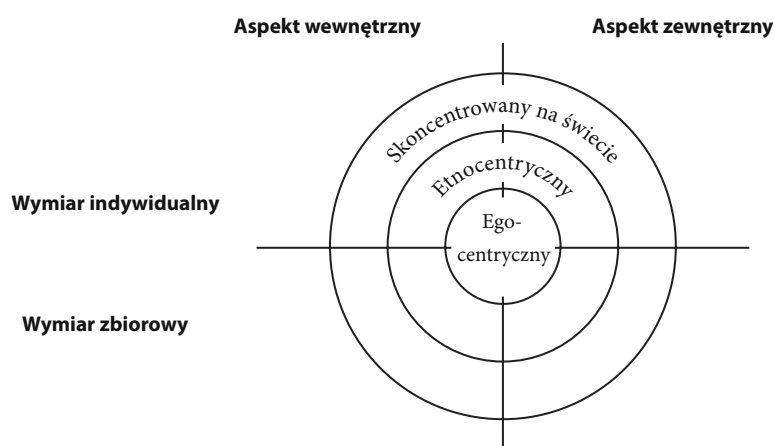 Aspekt wewnętrzny
Aspekt zewnętrzny
Skoncentrowany na świecie
Etnocentryczny
Wymiar indywidualny
Ego-
centryczny
Wymiar zbiorowy